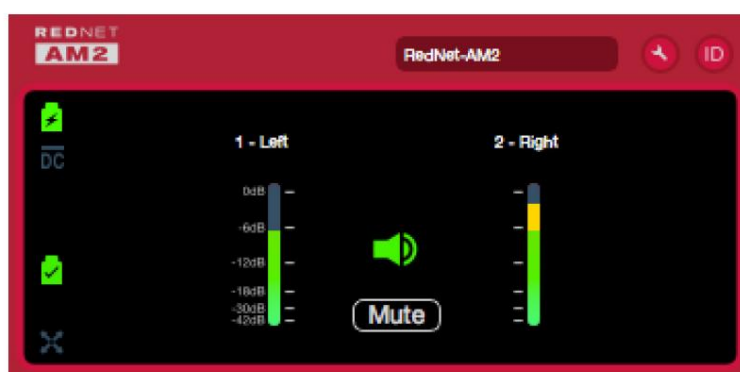 REDNET
AM2
RedNet-AM2
ID
DC
1 - Left
2 - Right
0dB
-6dB
-12dB
-18dB
-30dB
-42dB
Mute